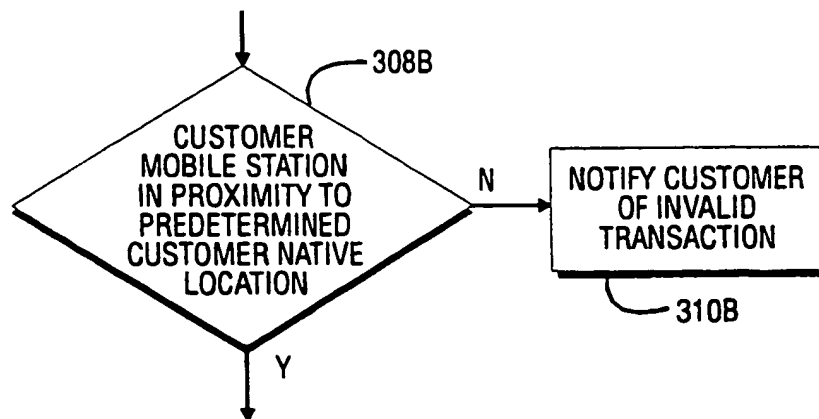 308B
CUSTOMER
MOBILE STATION
IN PROXIMITY TO
PREDETERMINED
CUSTOMER NATIVE
LOCATION
N
NOTIFY CUSTOMER
OF INVALID
TRANSACTION
310B
Y